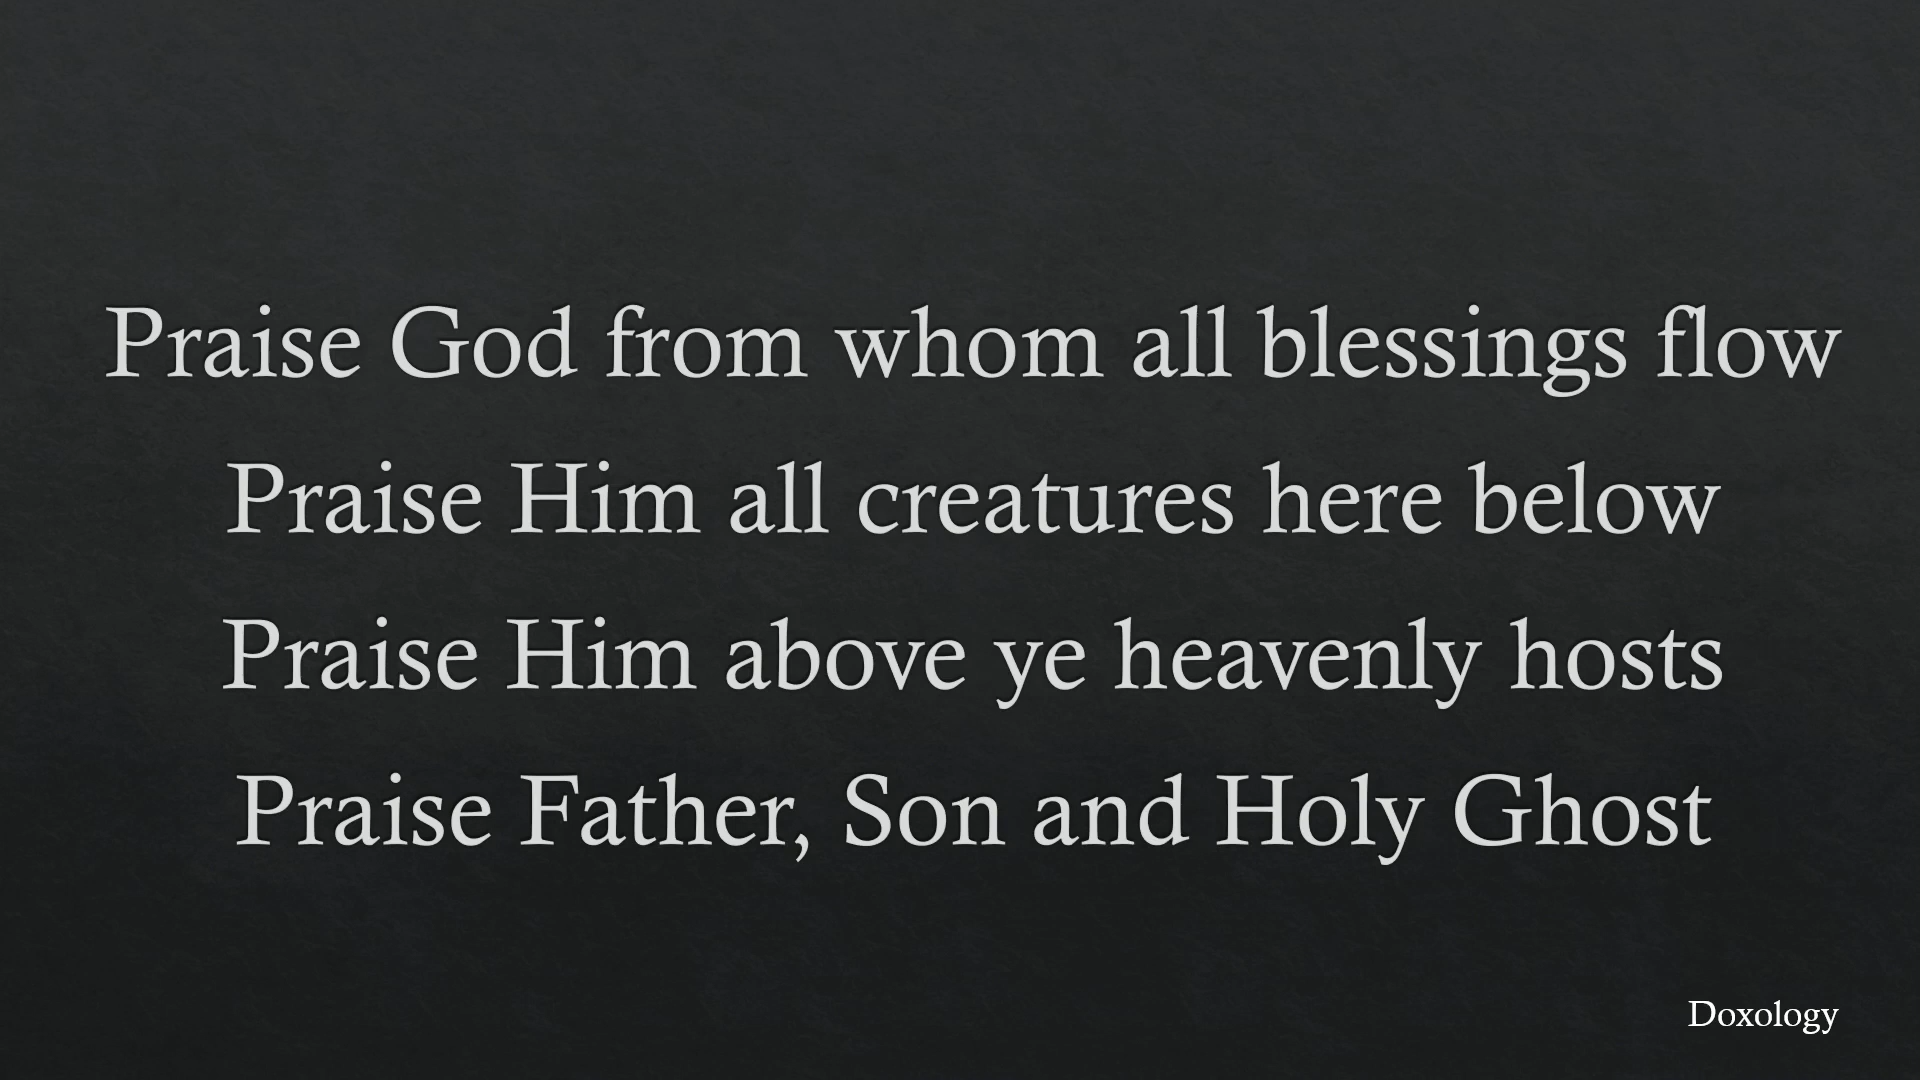 Praise God from whom all blessings flow
Praise Him all creatures here below
Praise Him above ye heavenly hosts
Praise Father, Son and Holy Ghost
Doxology